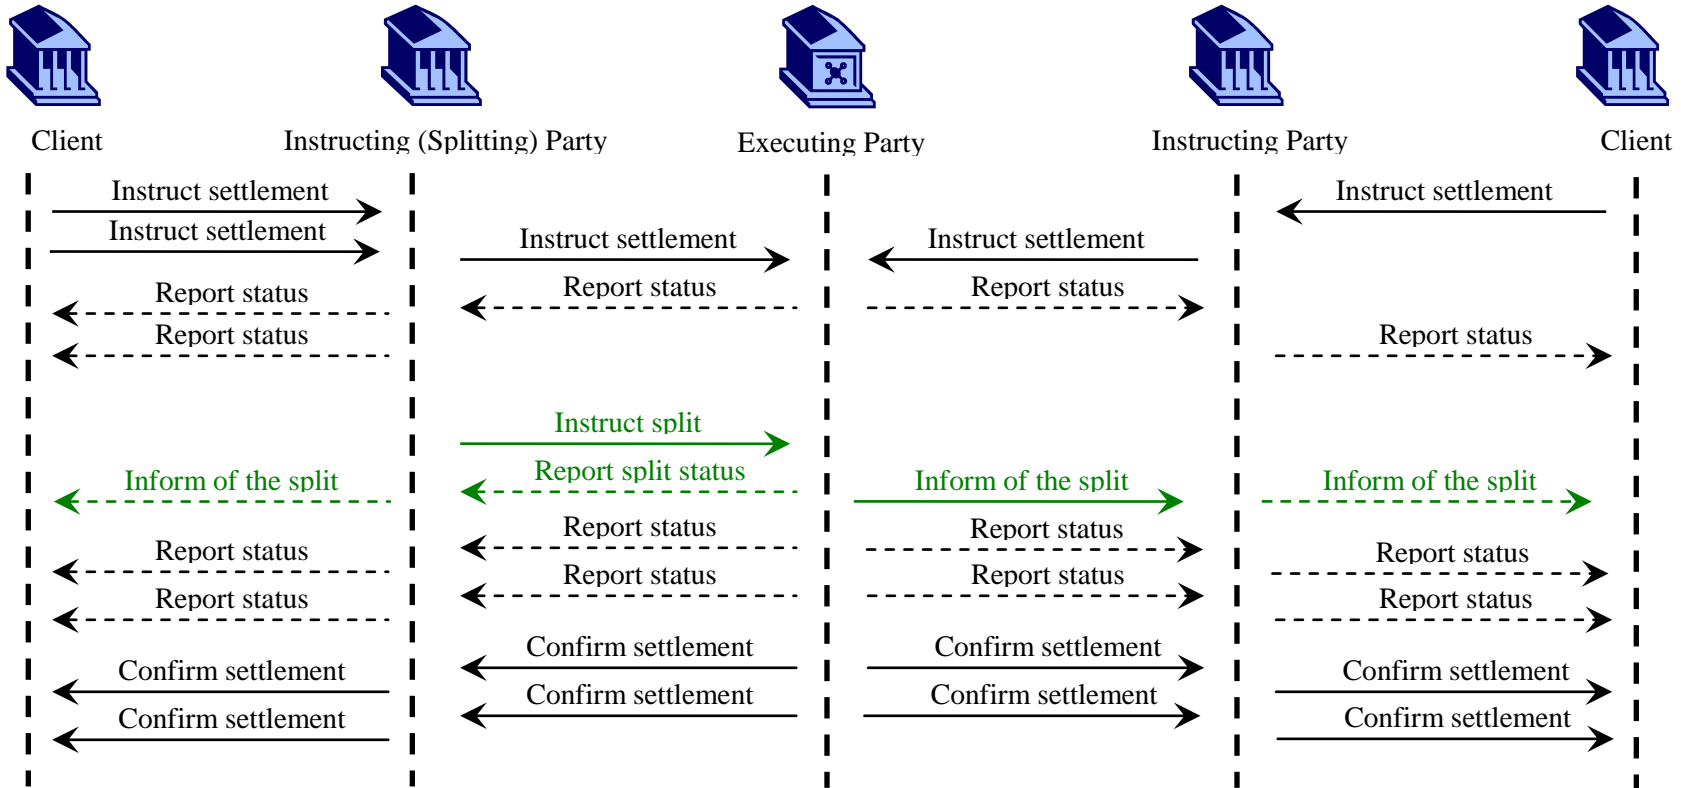 Client
Instructing (Splitting) Party
Executing Party
Instructing Party
Client
Instruct settlement
Instruct settlement
Instruct settlement
Instruct settlement
Instruct settlement
Report status
Report status
Report status
Report status
Report status
Instruct split
Inform of the split
Report split status
Inform of the split
Inform of the split
Report status
Report status
Report status
Report status
Report status
Report status
Report status
Report status
Confirm settlement
Confirm settlement
Confirm settlement
Confirm settlement
Confirm settlement
Confirm settlement
Confirm settlement
Confirm settlement